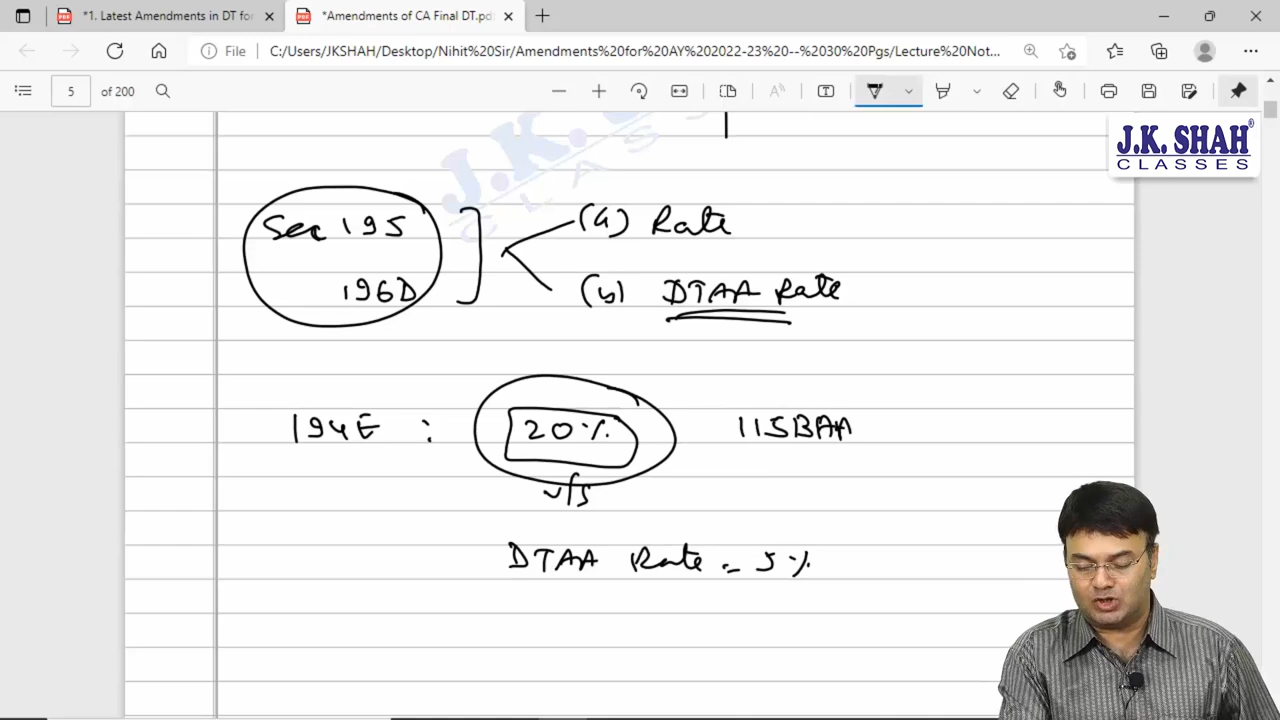 *1. Latest Amendments in DT for
*Amendments of CA Final DT.pd
File
C:/Users/JKSHAH/Desktop/Nihit%20Sir/Amendments%20for%20AY%202022-23%20--%2030%20Pgs/Lecture%20Not...
5 of 200
J.K. SHAH®
CLASSES
Sec 195
(a) Rate
196D
(b) DTAA Rate
194E : 20% 115BAA
v/s
DTAA Rate = 5%